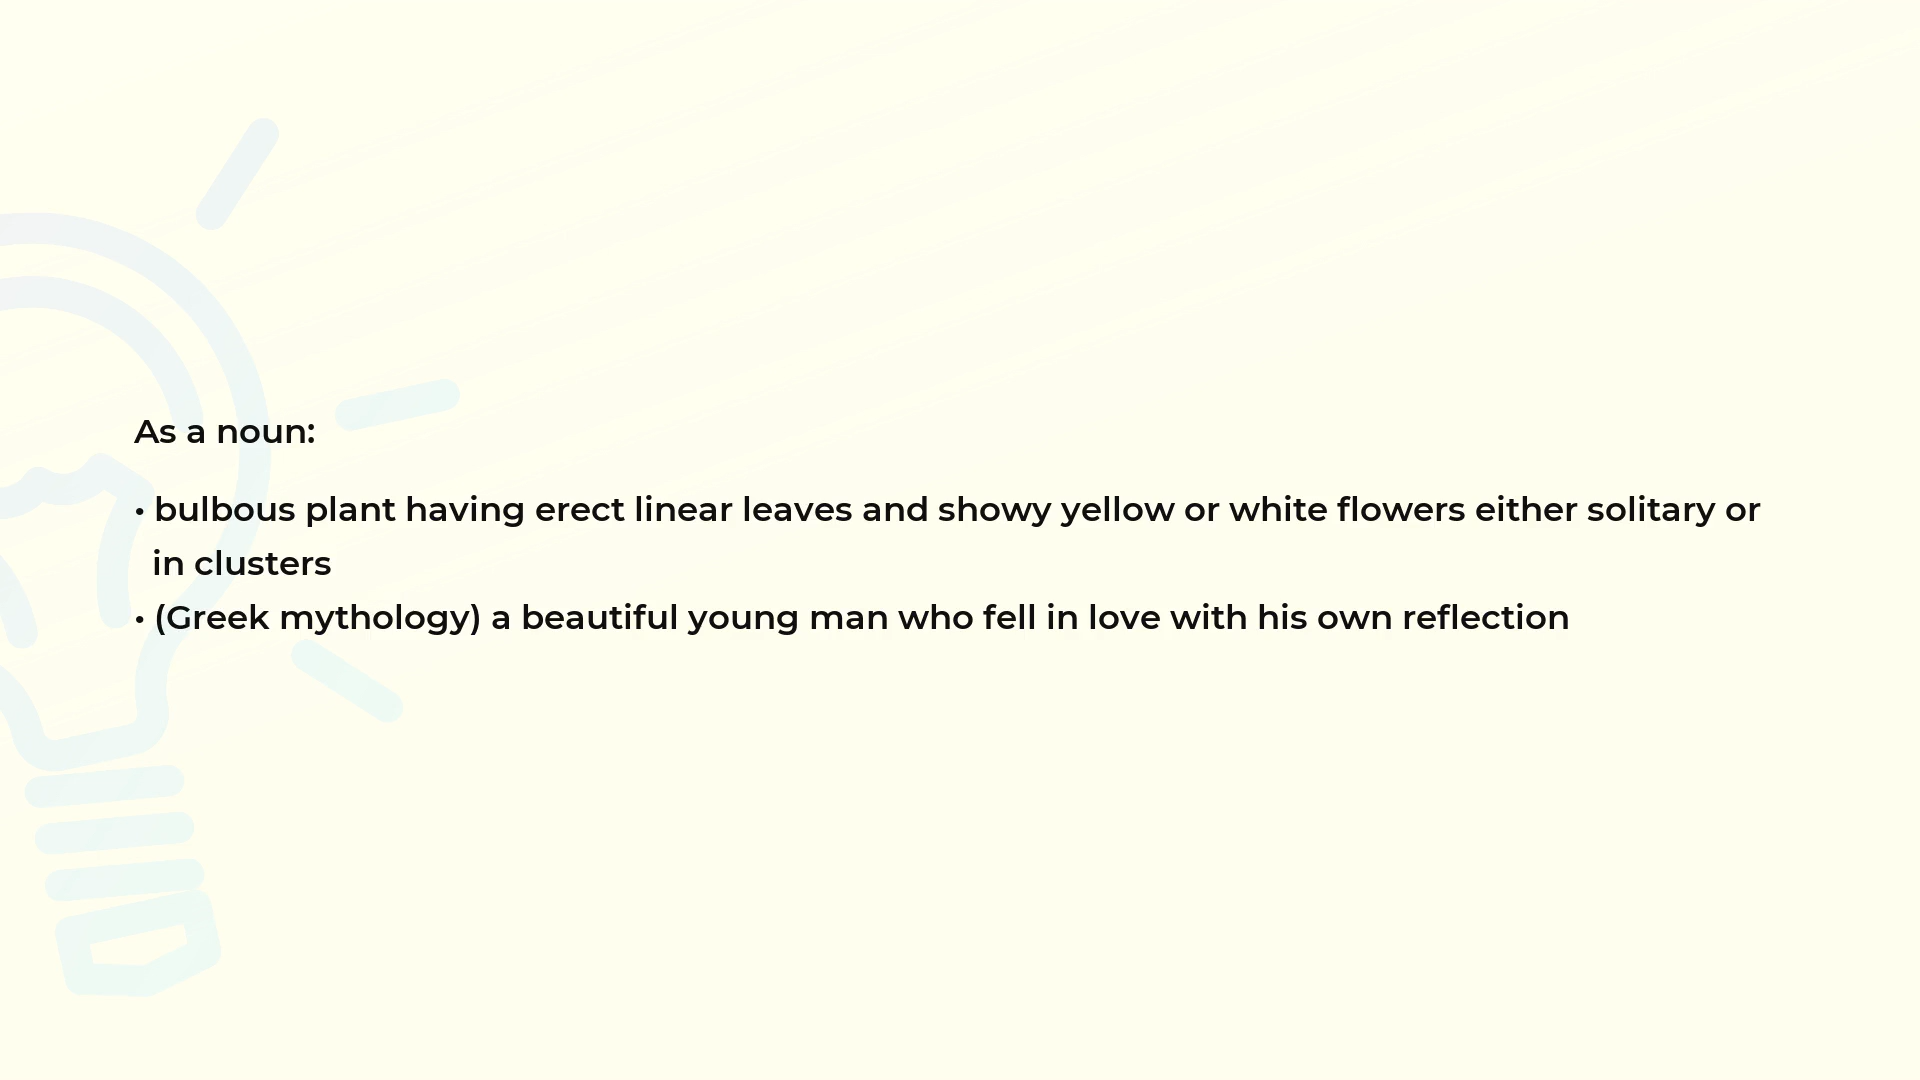 As a noun:
• bulbous plant having erect linear leaves and showy yellow or white flowers either solitary or
in clusters
• (Greek mythology) a beautiful young man who fell in love with his own reflection